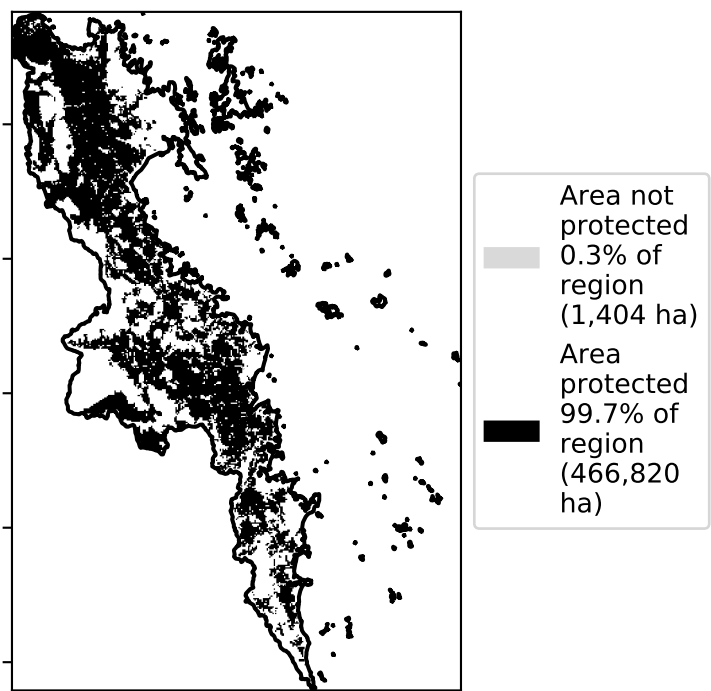 Area not
protected
0.3% of
region
(1,404 ha)
Area
protected
99.7% of
region
(466,820
ha)